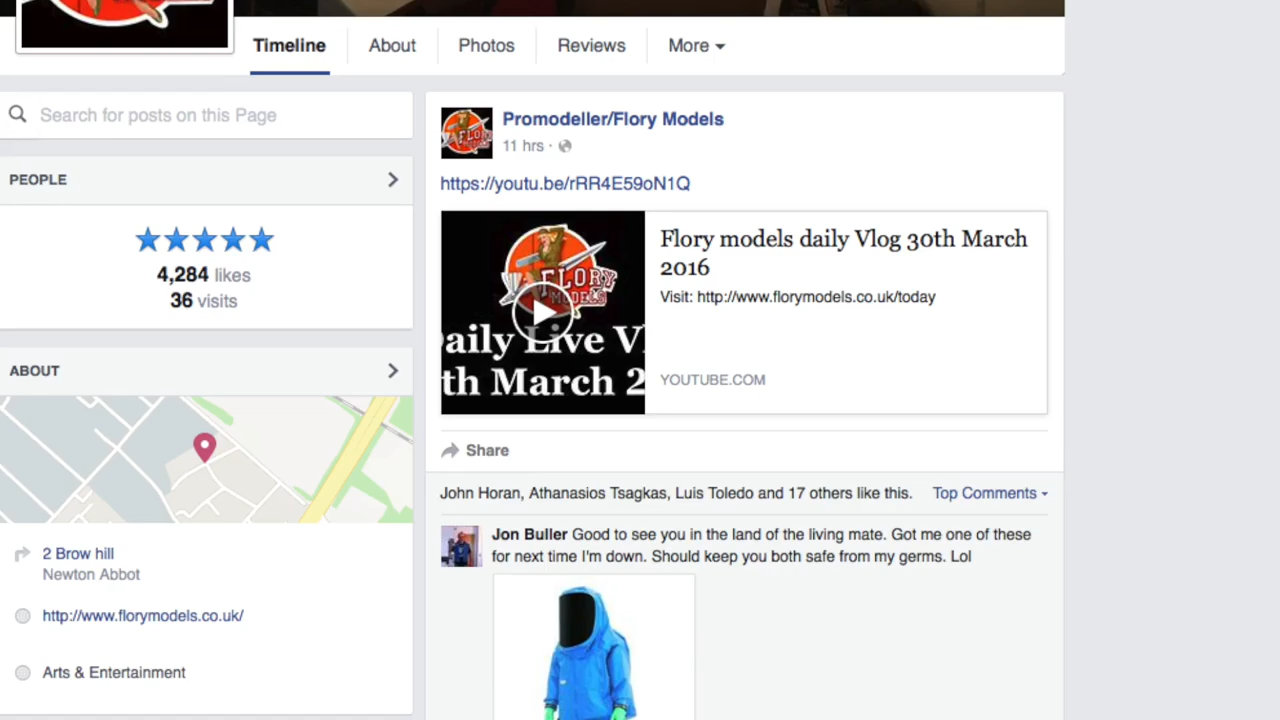 Timeline
About
Photos
Reviews
More
Search for posts on this Page
PEOPLE
4,284 likes
36 visits
ABOUT
2 Brow hill
Newton Abbot
http://www.florymodels.co.uk/
Arts & Entertainment
Promodeller/Flory Models
11 hrs ·
https://youtu.be/rRR4E59oN1Q
FLORY
MODELS
aily Live V
th March 2
Flory models daily Vlog 30th March
2016
Visit: http://www.florymodels.co.uk/today
YOUTUBE.COM
Share
John Horan, Athanasios Tsagkas, Luis Toledo and 17 others like this.
Top Comments
Jon Buller Good to see you in the land of the living mate. Got me one of these
for next time I'm down. Should keep you both safe from my germs. Lol